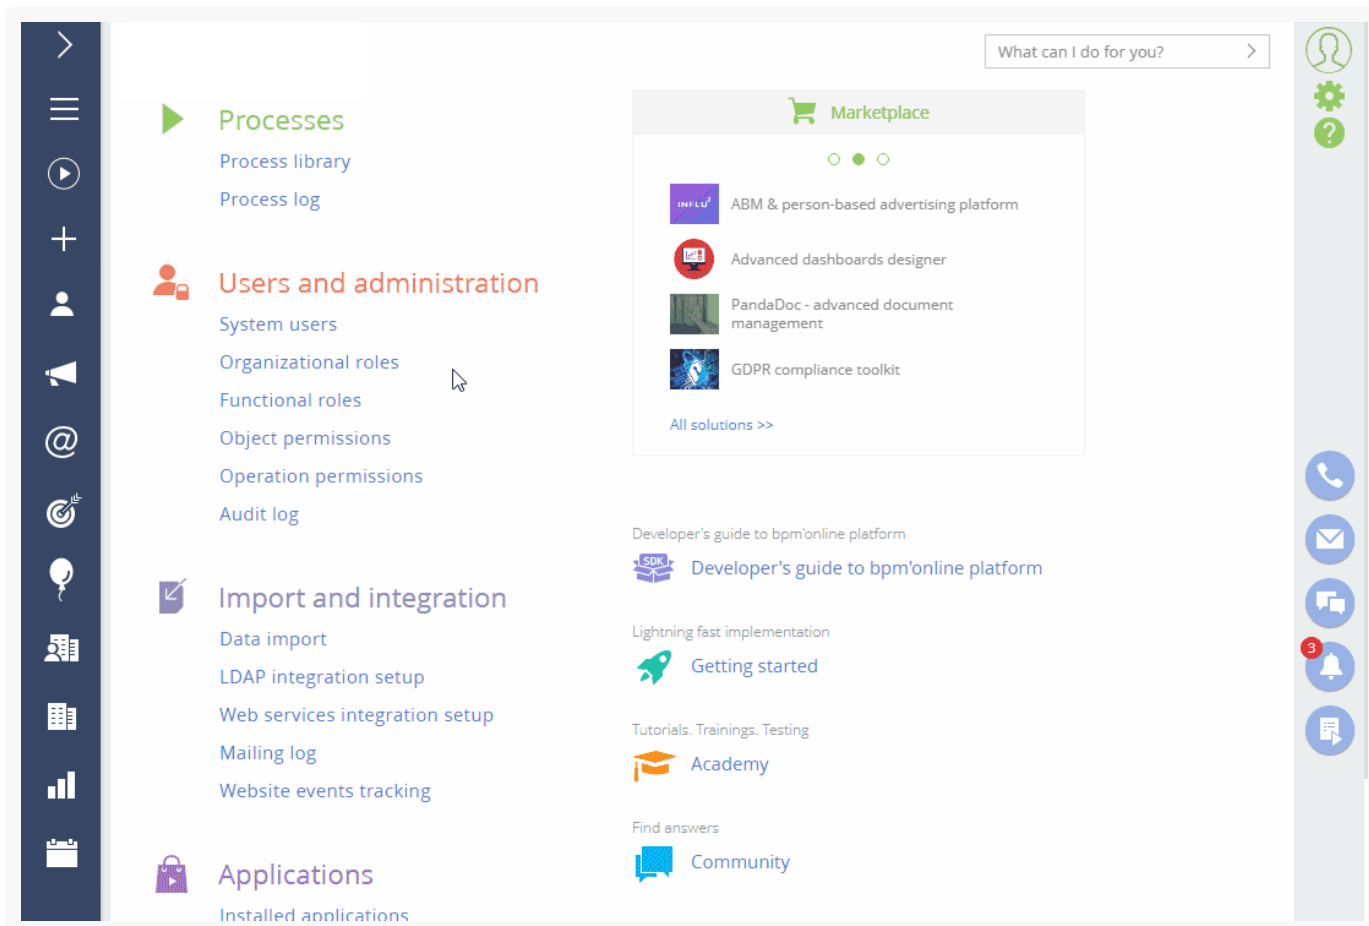 What can I do for you?
Processes
Process library
Process log
Users and administration
System users
Organizational roles
Functional roles
Object permissions
Operation permissions
Audit log
Import and integration
Data import
LDAP integration setup
Web services integration setup
Mailing log
Website events tracking
Applications
Installed applications
Marketplace
INFLU2
ABM & person-based advertising platform
Advanced dashboards designer
PandaDoc - advanced document
management
GDPR compliance toolkit
All solutions >>
Developer's guide to bpm'online platform
SDK
Developer's guide to bpm'online platform
Lightning fast implementation
Getting started
Tutorials. Trainings. Testing
Academy
Find answers
Community
?
3